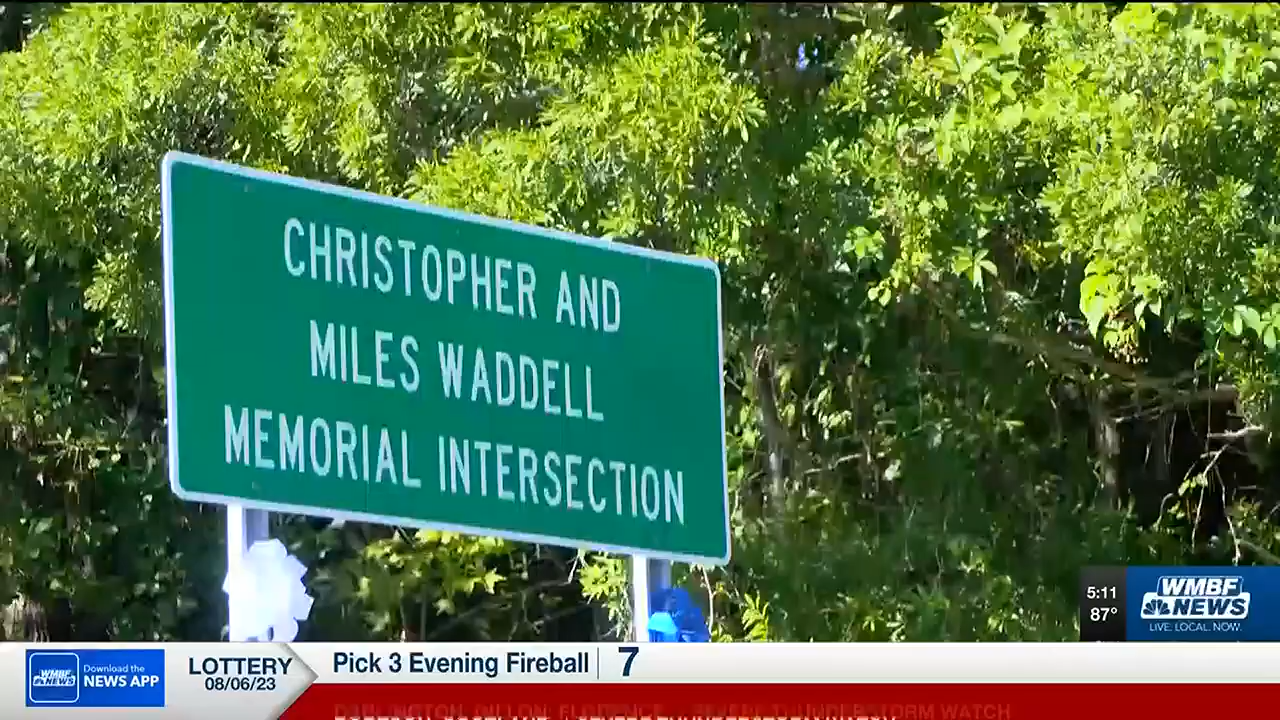 CHRISTOPHER AND
MILES WADDELL
MEMORIAL INTERSECTION
5:11
87°
WMBF
NEWS
LIVE. LOCAL. NOW.
WMBF
NEWS
Download the
NEWS APP
LOTTERY
08/06/23
Pick 3 Evening Fireball
7